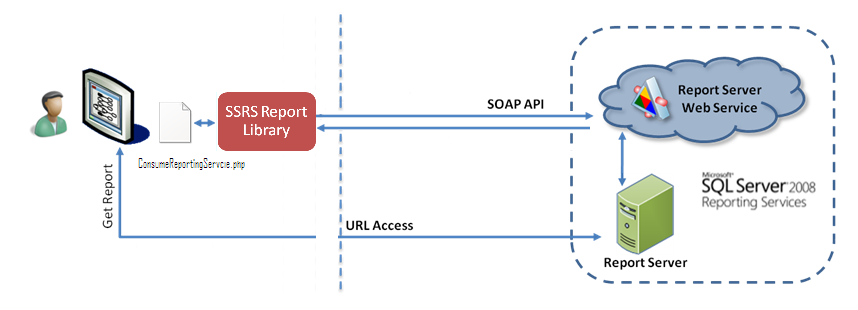 SSRS Report
Library
ConsumeReportingServcie.php
Get Report
SOAP API
URL Access
Report Server
Web Service
Microsoft®
SQL Server®2008
Reporting Services
Report Server